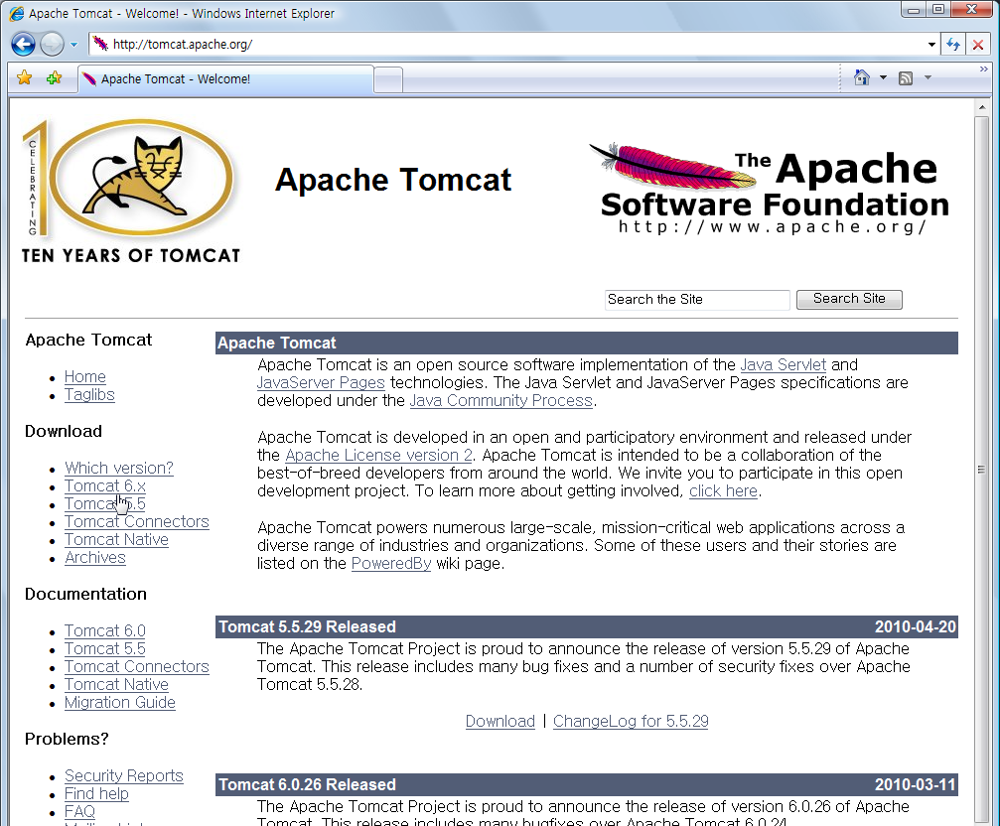 Apache Tomcat - Welcome! - Windows Internet Explorer
http://tomcat.apache.org/
Apache Tomcat - Welcome!
10
CELEBRATING
TEN YEARS OF TOMCAT
Apache Tomcat
The Apache
Software Foundation
http://www.apache.org/
Search the Site
Search Site
Apache Tomcat
Home
Taglibs
Download
Which version?
Tomcat 6.x
Tomcat 5.5
Tomcat Connectors
Tomcat Native
Archives
Documentation
Tomcat 6.0
Tomcat 5.5
Tomcat Connectors
Tomcat Native
Migration Guide
Problems?
Security Reports
Find help
FAQ
Apache Tomcat
Apache Tomcat is an open source software implementation of the Java Servlet and
JavaServer Pages technologies. The Java Servlet and JavaServer Pages specifications are
developed under the Java Community Process.
Apache Tomcat is developed in an open and participatory environment and released under
the Apache License version 2. Apache Tomcat is intended to be a collaboration of the
best-of-breed developers from around the world. We invite you to participate in this open
development project. To learn more about getting involved, click here.
Apache Tomcat powers numerous large-scale, mission-critical web applications across a
diverse range of industries and organizations. Some of these users and their stories are
listed on the PoweredBy wiki page.
Tomcat 5.5.29 Released 2010-04-20
The Apache Tomcat Project is proud to announce the release of version 5.5.29 of Apache
Tomcat. This release includes many bug fixes and a number of security fixes over Apache
Tomcat 5.5.28.
Download | ChangeLog for 5.5.29
Tomcat 6.0.26 Released 2010-03-11
The Apache Tomcat Project is proud to announce the release of version 6.0.26 of Apache
Tomcat. This release includes many bugfixes over Apache Tomcat 6.0.24.